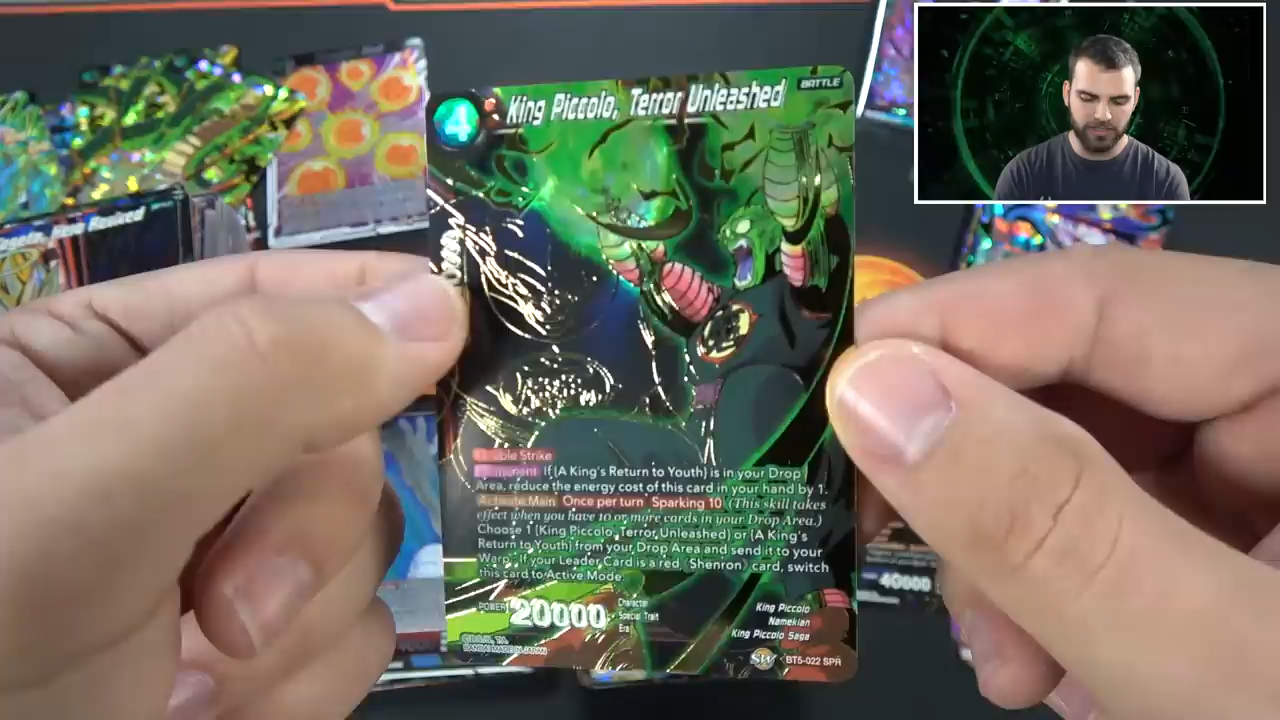 BATTLE
4
King Piccolo, Terror Unleashed
Strike
If {A King's Return to Youth} is in your Drop
Area, reduce the energy cost of this card in your hand by 1.
Activate:Main Once per turn Sparking 10 (This skill takes
effect when you have 10 or more cards in your Drop Area.)
Choose 1 {King Piccolo, Terror Unleashed} or {A King's
Return to Youth} from your Drop Area and send it to your
Warp. If your Leader Card is a red 《Shenron》 card, switch
this card to Active Mode.
POWER 20000
Character King Piccolo
Special Trait Namekian
Era King Piccolo Saga
BANDAI MADE IN JAPAN
SW BT5-022 SPR
40000